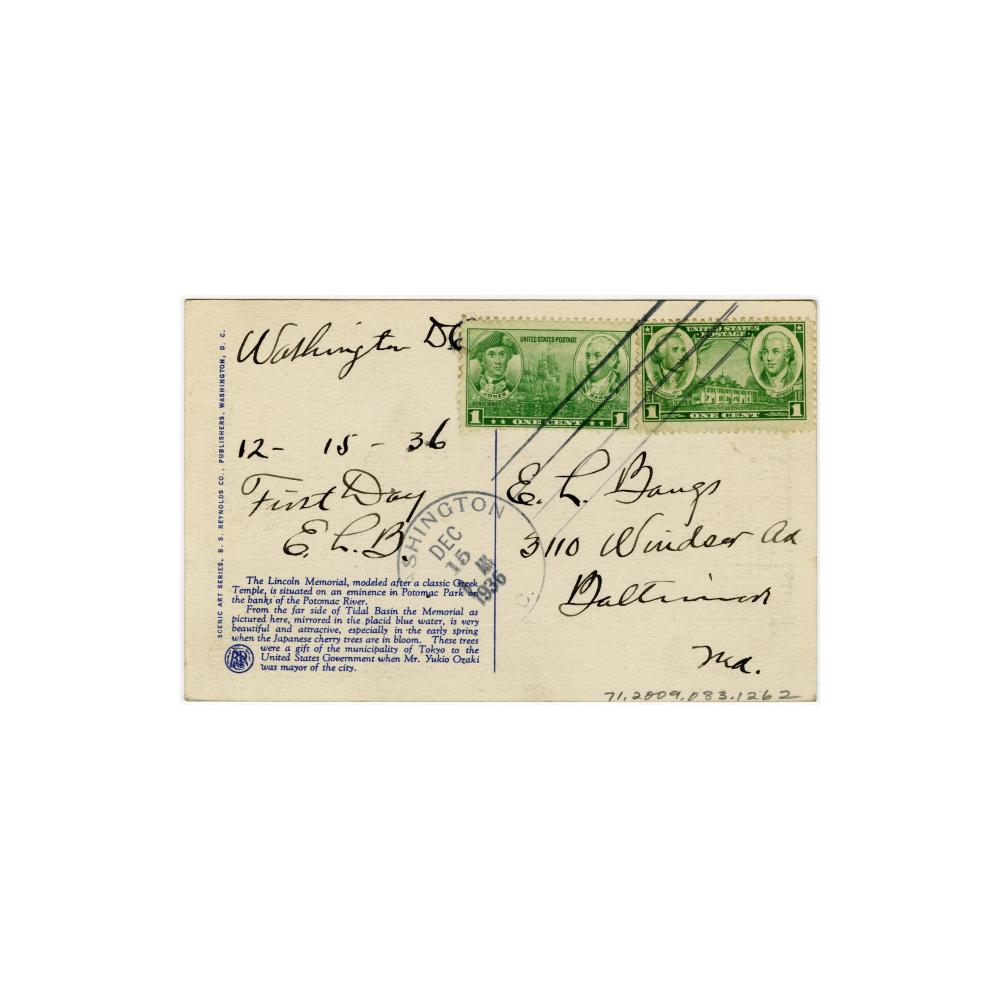 SCENIC ART SERIES, B. S. REYNOLDS CO., PUBLISHERS, WASHINGTON, D. C.
Washington DC
12 - 15 - 36
First Day
E. L. B.
The Lincoln Memorial, modeled after a classic Greek
Temple, is situated on an eminence in Potomac Park on
the banks of the Potomac River.
From the far side of Tidal Basin the Memorial as
pictured here, mirrored in the placid blue water, is very
beautiful and attractive, especially in the early spring
when the Japanese cherry trees are in bloom. These trees
were a gift of the municipality of Tokyo to the
United States Government when Mr. Yukio Ozaki
was mayor of the city.
UNITED STATES POSTAGE
JONES
1 ONE CENT 1
UNITED STATES
POSTAGE
MOUNT VERNON
1 ONE CENT 1
SHINGTON
DEC
15
1936
E. L. Bangs
3110 Windsor
Baltimore
Md.
71.2009.083.1262